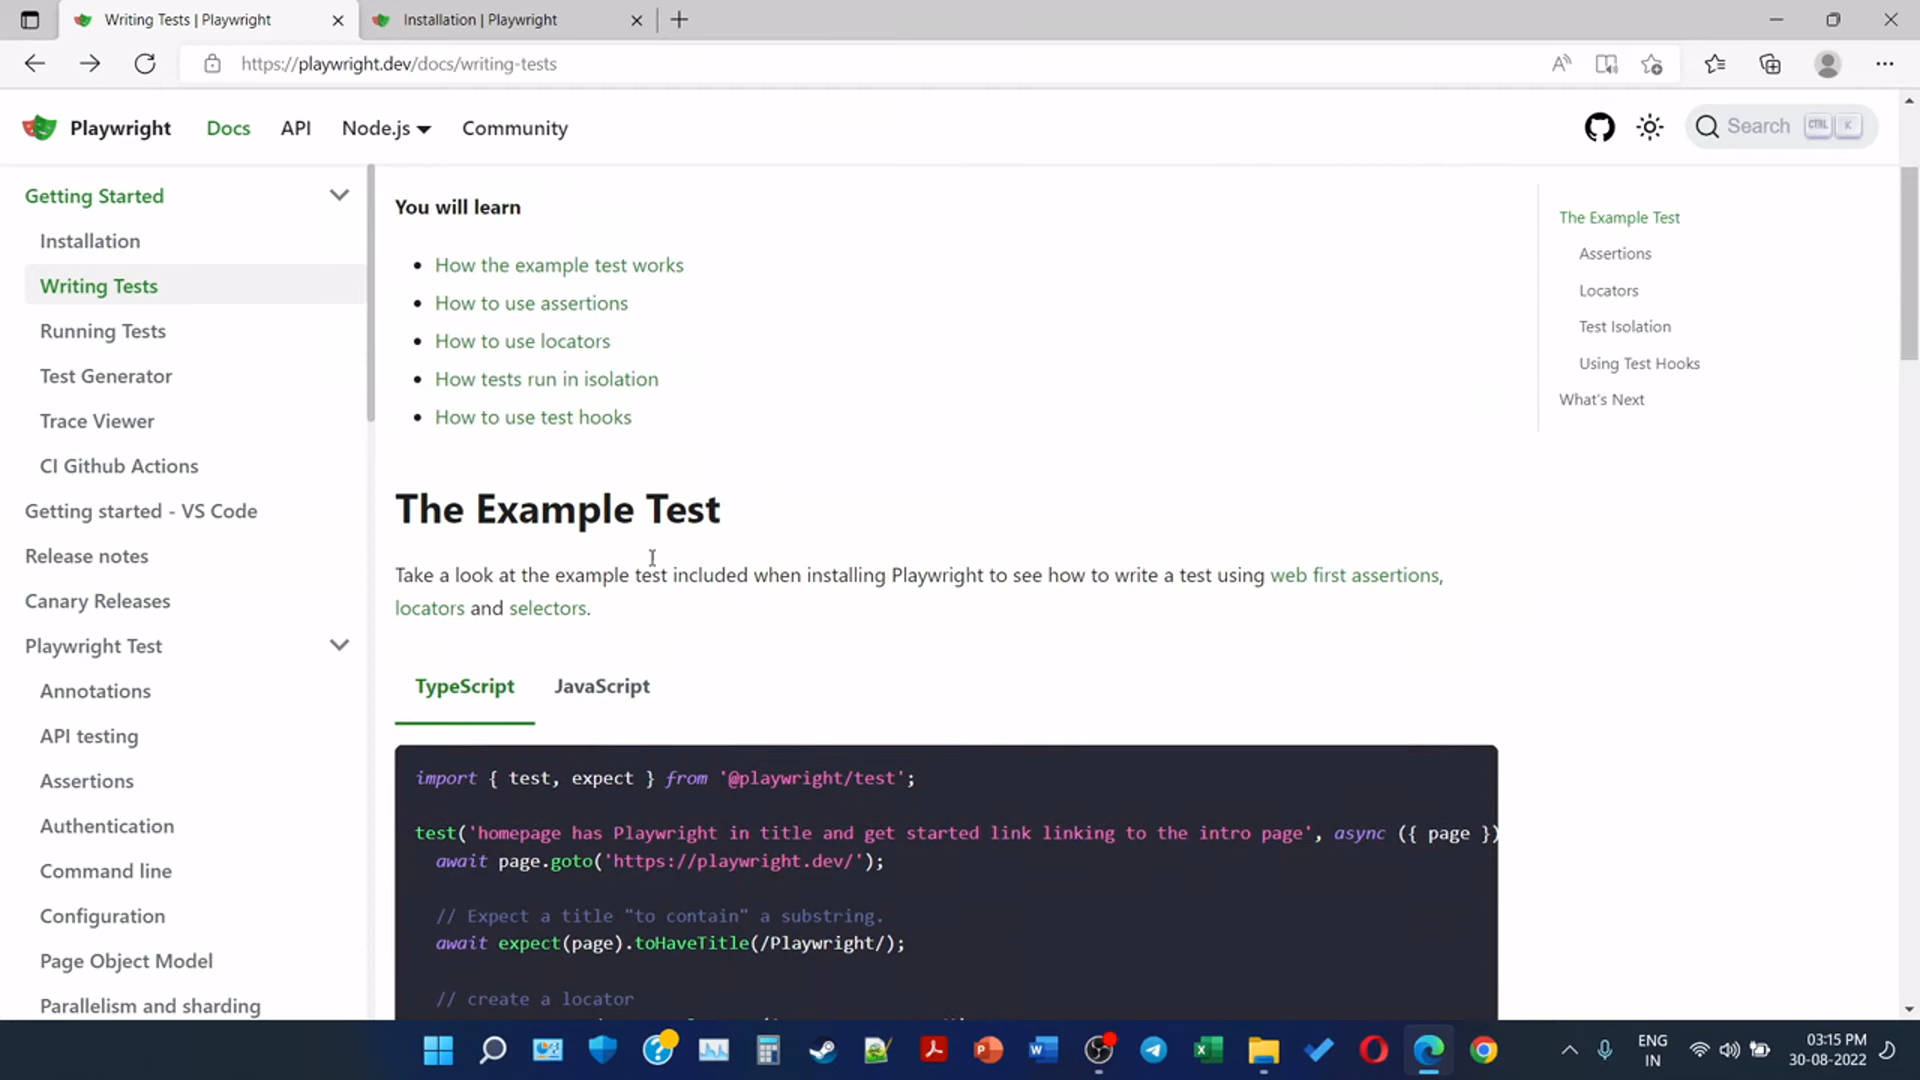 Writing Tests | Playwright
Installation | Playwright
https://playwright.dev/docs/writing-tests
Playwright
Docs
API
Node.js
Community
Search
CTRL
K
Getting Started
Installation
Writing Tests
Running Tests
Test Generator
Trace Viewer
CI Github Actions
Getting started - VS Code
Release notes
Canary Releases
Playwright Test
Annotations
API testing
Assertions
Authentication
Command line
Configuration
Page Object Model
Parallelism and sharding
You will learn
How the example test works
How to use assertions
How to use locators
How tests run in isolation
How to use test hooks
The Example Test
Take a look at the example test included when installing Playwright to see how to write a test using web first assertions,
locators and selectors.
TypeScript
JavaScript
import { test, expect } from '@playwright/test';
test('homepage has Playwright in title and get started link linking to the intro page', async ({ page })
await page.goto('https://playwright.dev/');
// Expect a title "to contain" a substring.
await expect(page).toHaveTitle(/Playwright/);
// create a locator
The Example Test
Assertions
Locators
Test Isolation
Using Test Hooks
What's Next
ENG
IN
03:15 PM
30-08-2022